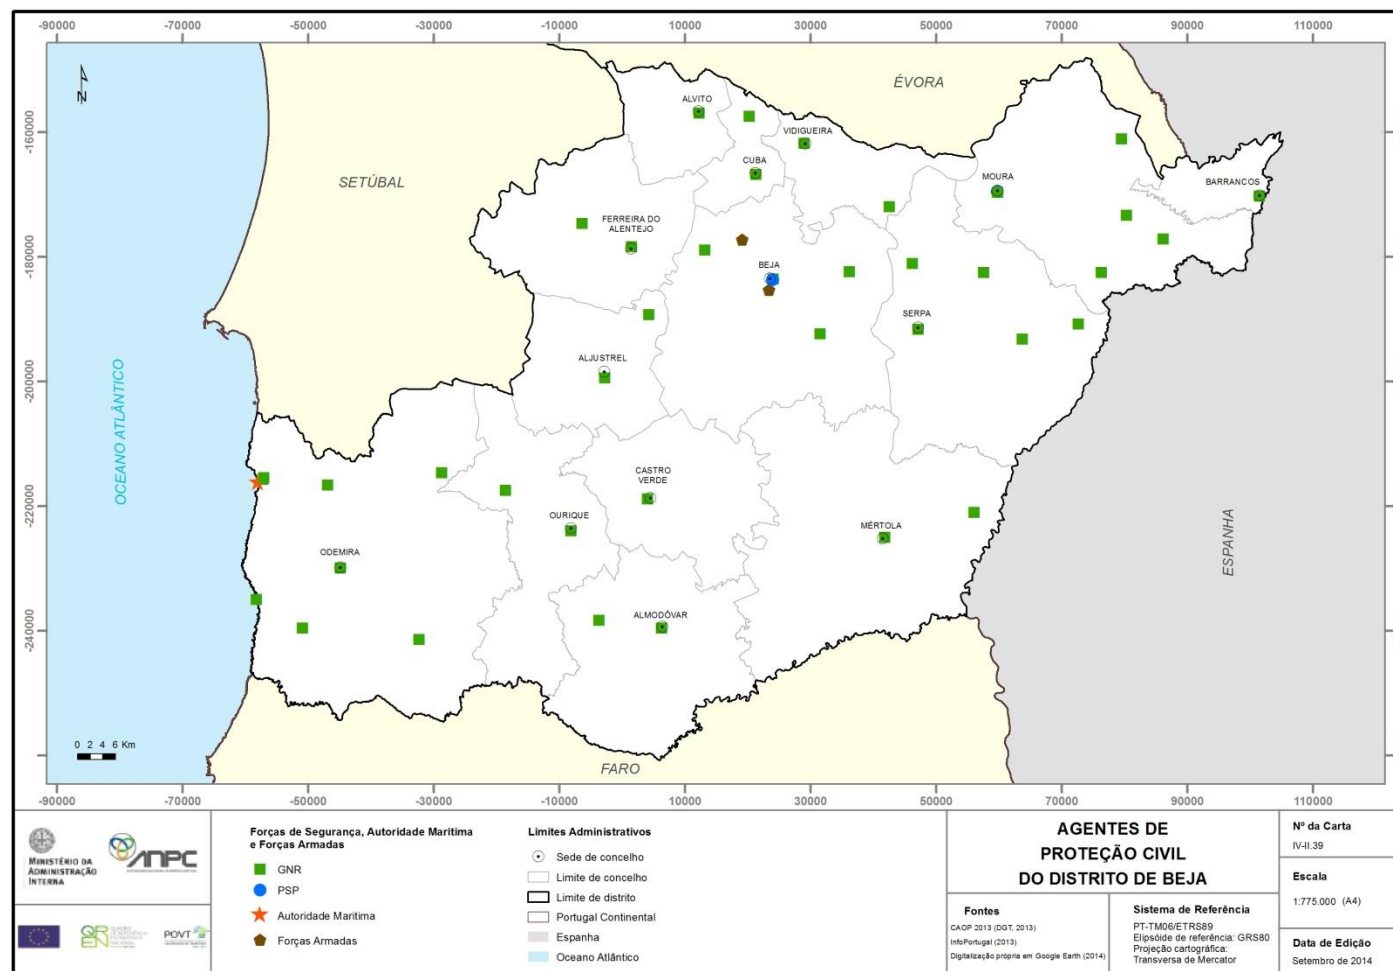 -90000 -70000 -50000 -30000 -10000 10000 30000 50000 70000 90000 110000
-160000
-180000
-200000
-220000
-240000
N
ÉVORA
ALVITO
VIDIGUEIRA
CUBA
SETÚBAL
MOURA
BARRANCOS
FERREIRA DO
ALENTEJO
BEJA
SERPA
ALJUSTREL
OCEANO ATLÂNTICO
CASTRO
VERDE
OURIQUE
MÉRTOLA
ESPANHA
ODEMIRA
ALMODÔVAR
0 2 4 6 Km
FARO
-90000 -70000 -50000 -30000 -10000 10000 30000 50000 70000 90000 110000
MINISTÉRIO DA
ADMINISTRAÇÃO
INTERNA
ANPC
QREN
POVT
Forças de Segurança, Autoridade Marítima
e Forças Armadas
GNR
PSP
Autoridade Marítima
Forças Armadas
Limites Administrativos
Sede de concelho
Limite de concelho
Limite de distrito
Portugal Continental
Espanha
Oceano Atlântico
AGENTES DE
PROTEÇÃO CIVIL
DO DISTRITO DE BEJA
Fontes
CAOP 2013 (DGT, 2013)
InfoPortugal (2013)
Digitalização própria em Google Earth (2014)
Sistema de Referência
PT-TM06/ETRS89
Elipsóide de referência: GRS80
Projeção cartográfica:
Transversa de Mercator
Nº da Carta
IV-II.39
Escala
1:775.000 (A4)
Data de Edição
Setembro de 2014